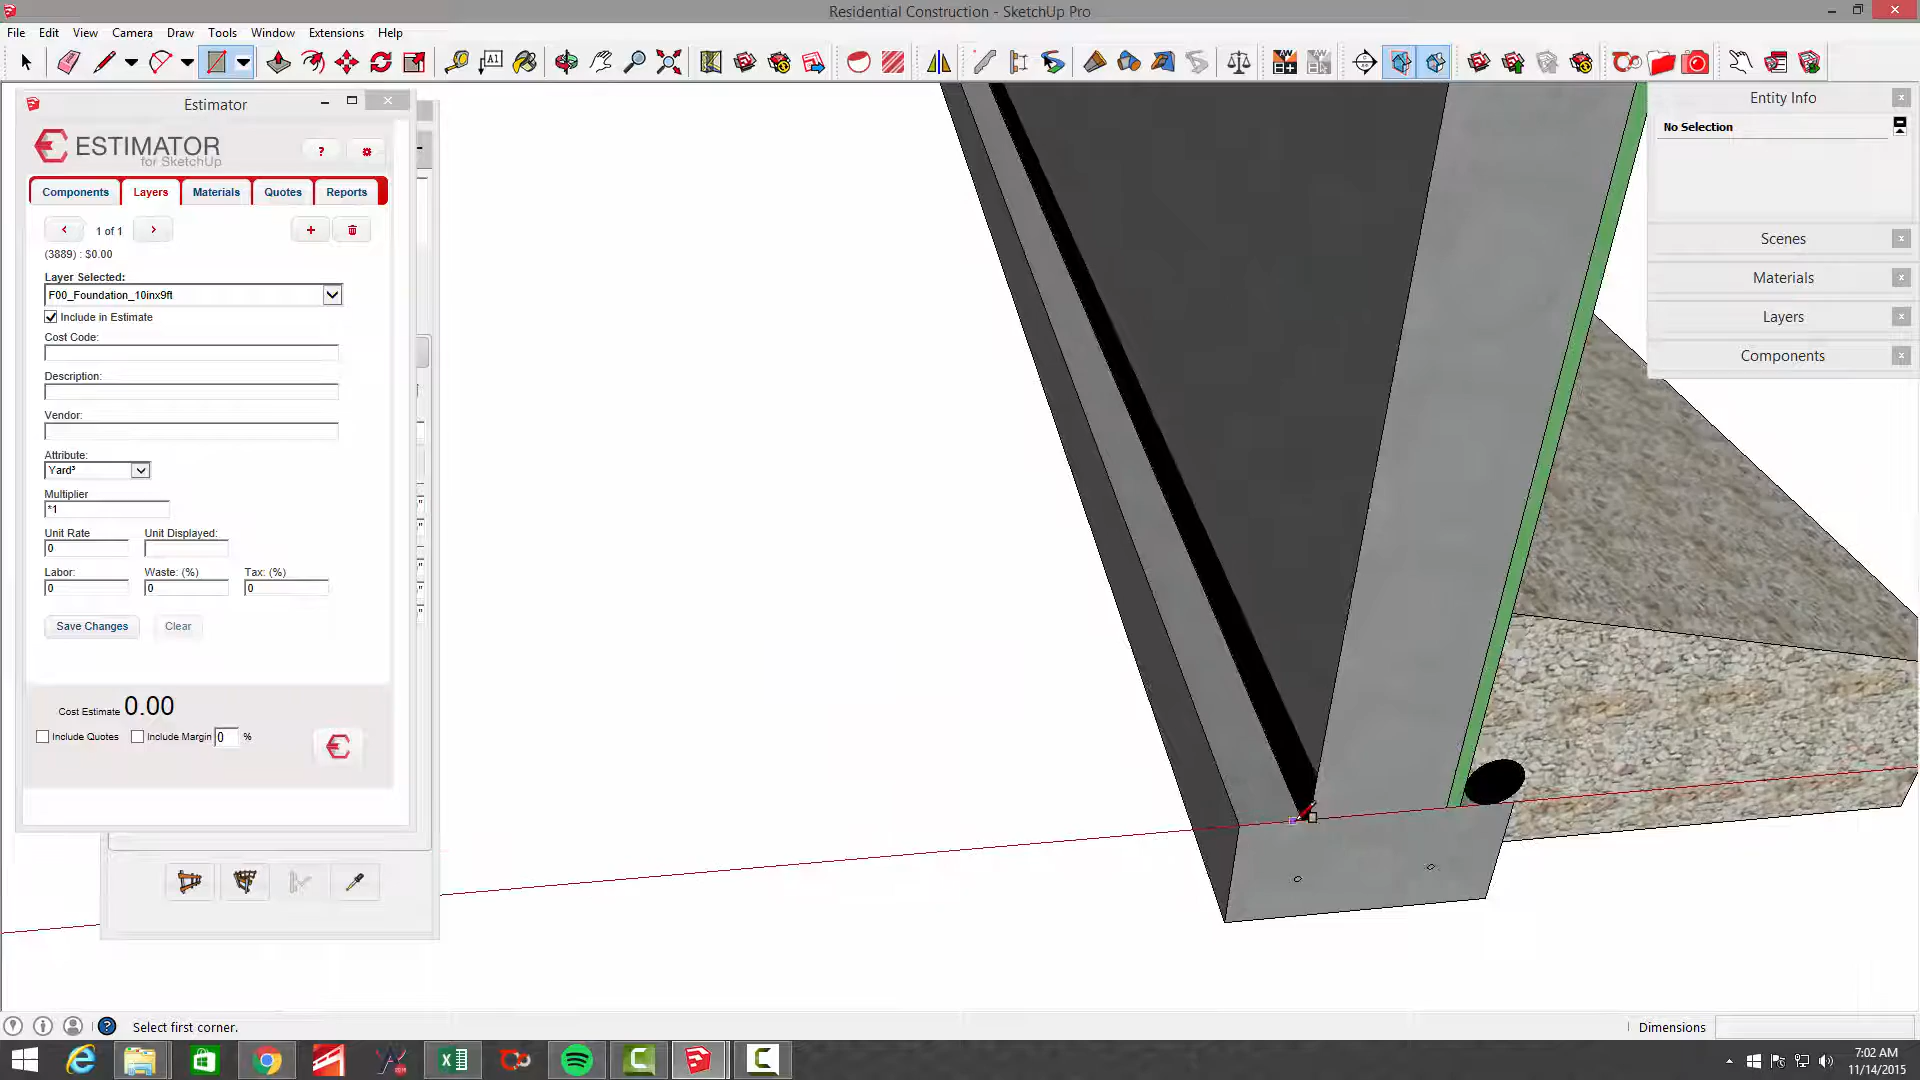 Residential Construction - SketchUp Pro
File Edit View Camera Draw Tools Window Extensions Help
A1
Estimator
ESTIMATOR
for SketchUp
?
Components Layers Materials Quotes Reports
1 of 1
(3889) : $0.00
Layer Selected:
F00_Foundation_10inx9ft
Include in Estimate
Cost Code:
Description:
Vendor:
Attribute:
Yard³
Multiplier
*1
Unit Rate Unit Displayed:
0
Labor: Waste: (%) Tax: (%)
0 0 0
Save Changes Clear
Cost Estimate 0.00
Include Quotes Include Margin 0 %
Entity Info
No Selection
Scenes
Materials
Layers
Components
Select first corner.
Dimensions
7:02 AM
11/14/2015